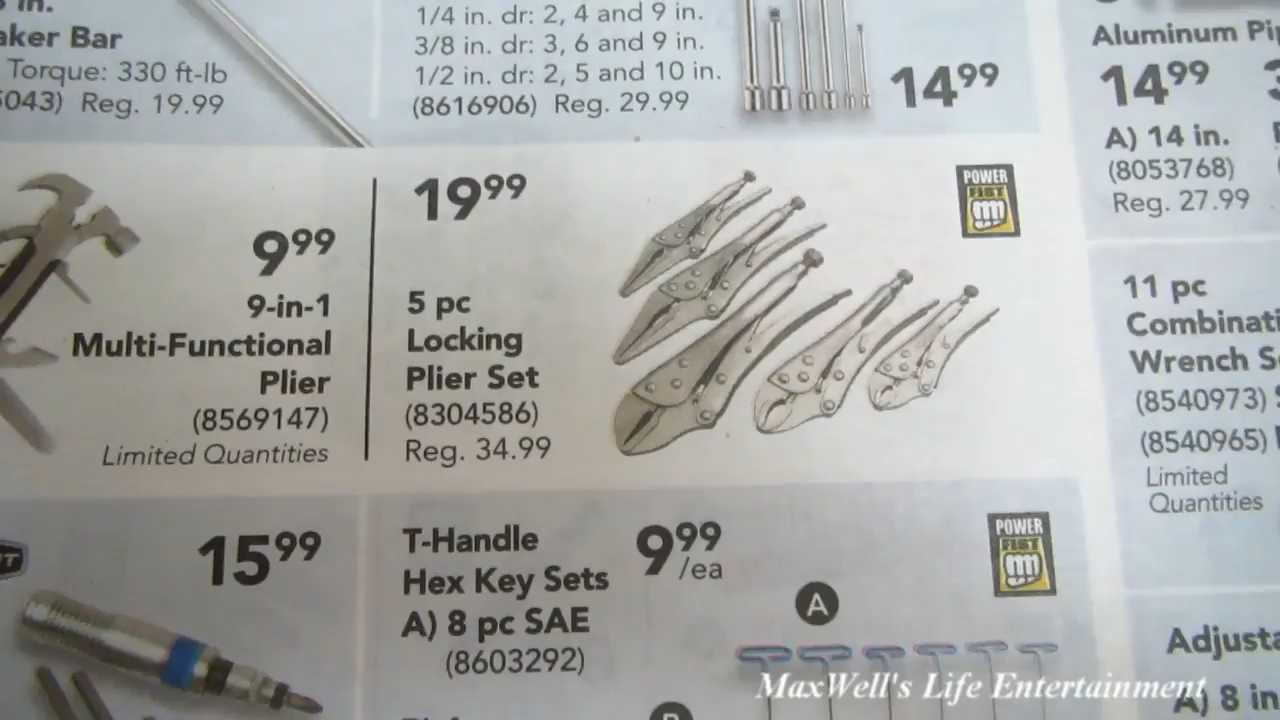 in.
aker Bar
Torque: 330 ft-lb
5043) Reg. 19.99
1/4 in. dr: 2, 4 and 9 in.
3/8 in. dr: 3, 6 and 9 in.
1/2 in. dr: 2, 5 and 10 in.
(8616906) Reg. 29.99
14 99
Aluminum Pip
14 99
A) 14 in.
(8053768)
Reg. 27.99
9 99
9-in-1
Multi-Functional
Plier
(8569147)
Limited Quantities
19 99
5 pc
Locking
Plier Set
(8304586)
Reg. 34.99
POWER
FIST
11 pc
Combinati
Wrench S
(8540973)
(8540965)
Limited
Quantities
15 99
T-Handle
Hex Key Sets
A) 8 pc SAE
(8603292)
9 99
/ea
POWER
FIST
A
B
Adjusta
A) 8 in
MaxWell's Life Entertainment